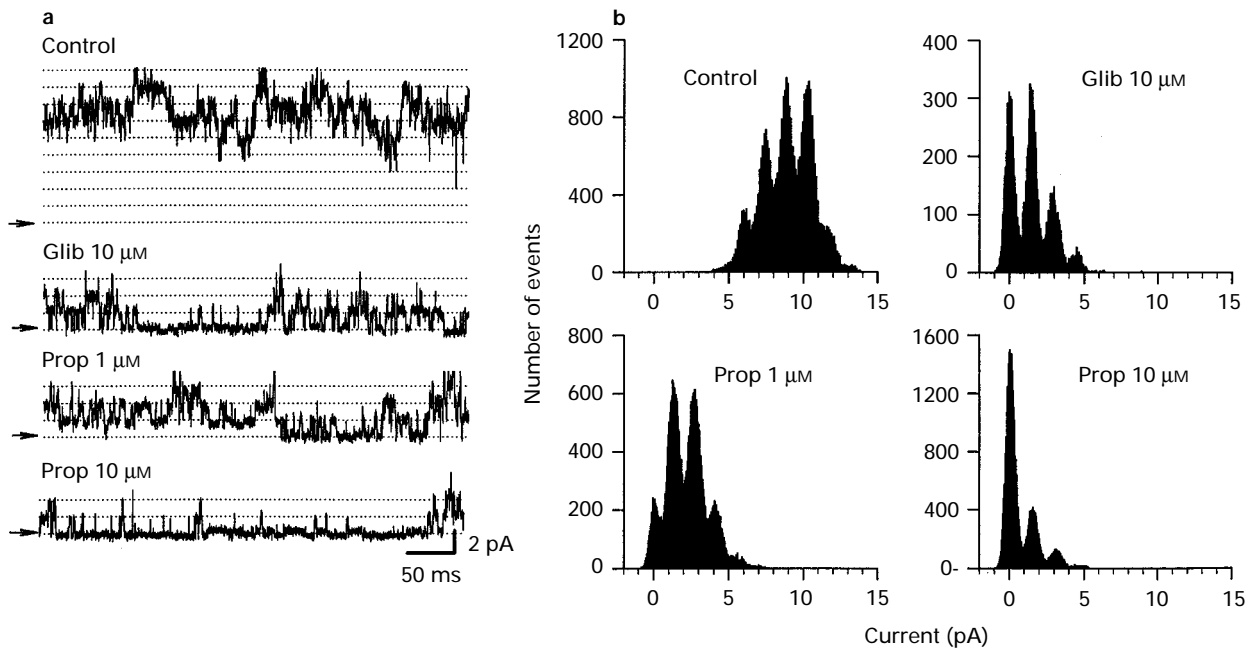 a
Control
Glib 10 µM
Prop 1 µM
Prop 10 µM
2 pA
50 ms
b
Number of events
1200
800
400
0
Control
0 5 10 15
400
300
200
100
0
Glib 10 µM
0 5 10 15
800
600
400
200
0
Prop 1 µM
0 5 10 15
1600
1200
800
400
0-
Prop 10 µM
0 5 10 15
Current (pA)